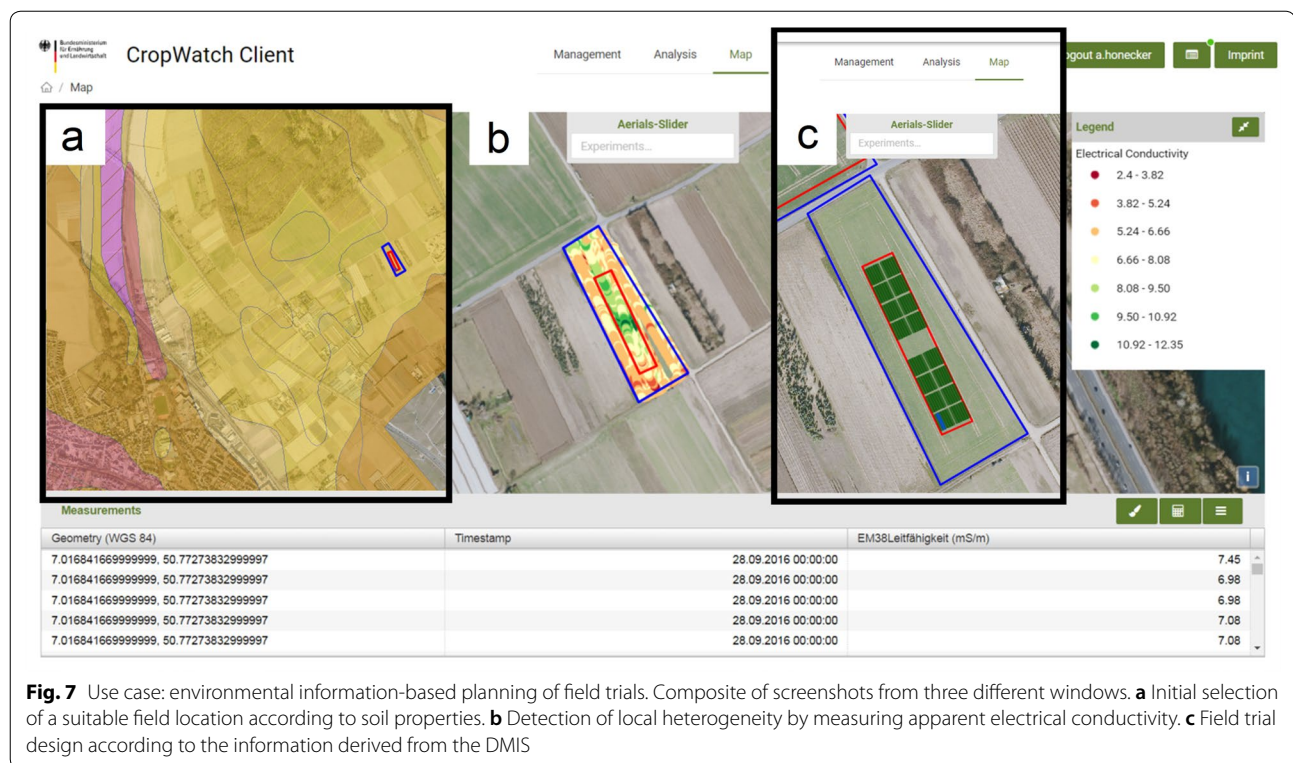 Bundesministerium
für Ernährung
und Landwirtschaft
CropWatch Client
Management Analysis Map
Management Analysis Map
ogout a.honecker
Imprint
/ Map
a
b
Aerials-Slider
Experiments...
c
Aerials-Slider
Experiments...
Legend
Electrical Conductivity
2.4 - 3.82
3.82 - 5.24
5.24 - 6.66
6.66 - 8.08
8.08 - 9.50
9.50 - 10.92
10.92 - 12.35
i
Measurements
Geometry (WGS 84) Timestamp EM38Leitfähigkeit (mS/m)
7.016841669999999, 50.77273832999997 28.09.2016 00:00:00 7.45
7.016841669999999, 50.77273832999997 28.09.2016 00:00:00 6.98
7.016841669999999, 50.77273832999997 28.09.2016 00:00:00 6.98
7.016841669999999, 50.77273832999997 28.09.2016 00:00:00 7.08
7.016841669999999, 50.77273832999997 28.09.2016 00:00:00 7.08
Fig. 7 Use case: environmental information-based planning of field trials. Composite of screenshots from three different windows. a Initial selection
of a suitable field location according to soil properties. b Detection of local heterogeneity by measuring apparent electrical conductivity. c Field trial
design according to the information derived from the DMIS